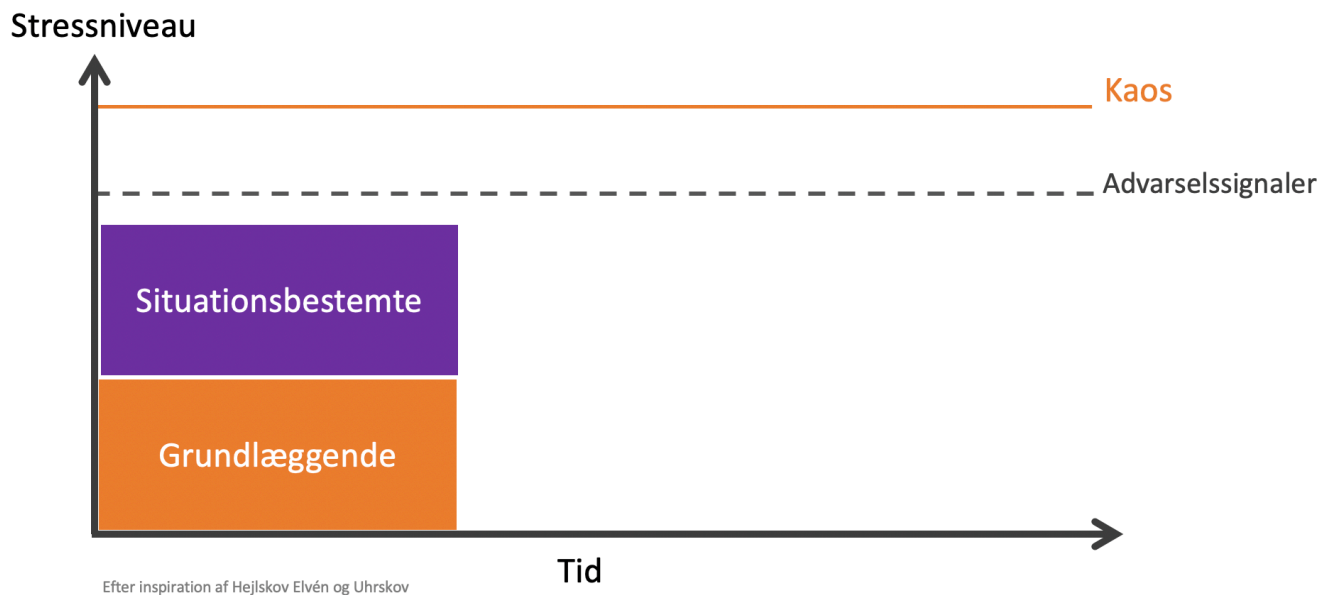 Stressniveau
Kaos
Advarselssignaler
Situationsbestemte
Grundlæggende
Tid
Efter inspiration af Hejlskov Elvén og Uhrskov